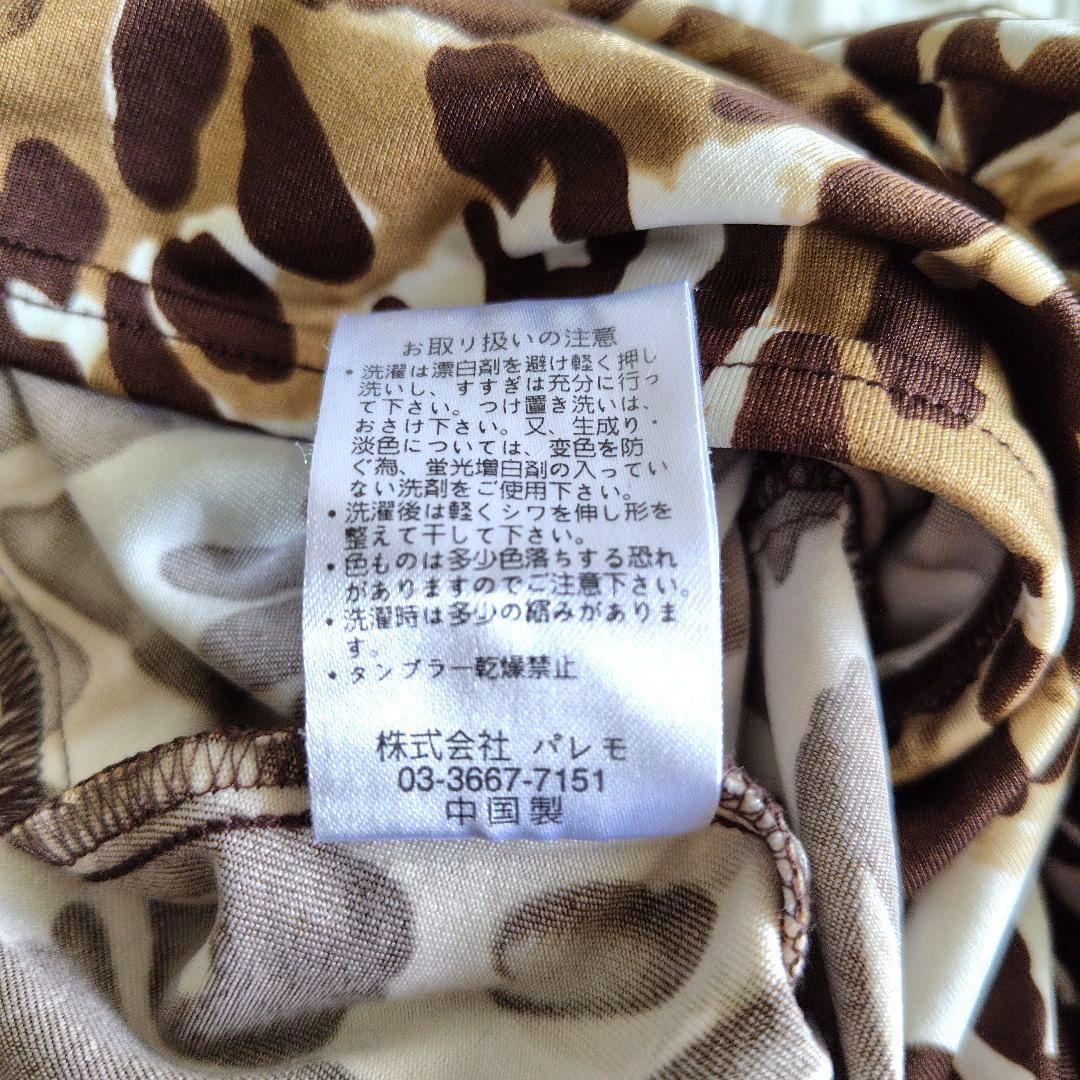 お取り扱いの注意
・洗濯は漂白剤を避け軽く押し
洗いし、すすぎは充分に行っ
て下さい。つけ置き洗いは、
おさけ下さい。又、生成り・
淡色については、変色を防
ぐ為、蛍光増白剤の入ってい
ない洗剤をご使用下さい。
・洗濯後は軽くシワを伸し形を
整えて干して下さい。
・色ものは多少色落ちする恐れ
がありますのでご注意下さい。
・洗濯時は多少の縮みがありま
す。
・タンブラー乾燥禁止
株式会社 パレモ
03-3667-7151
中国製